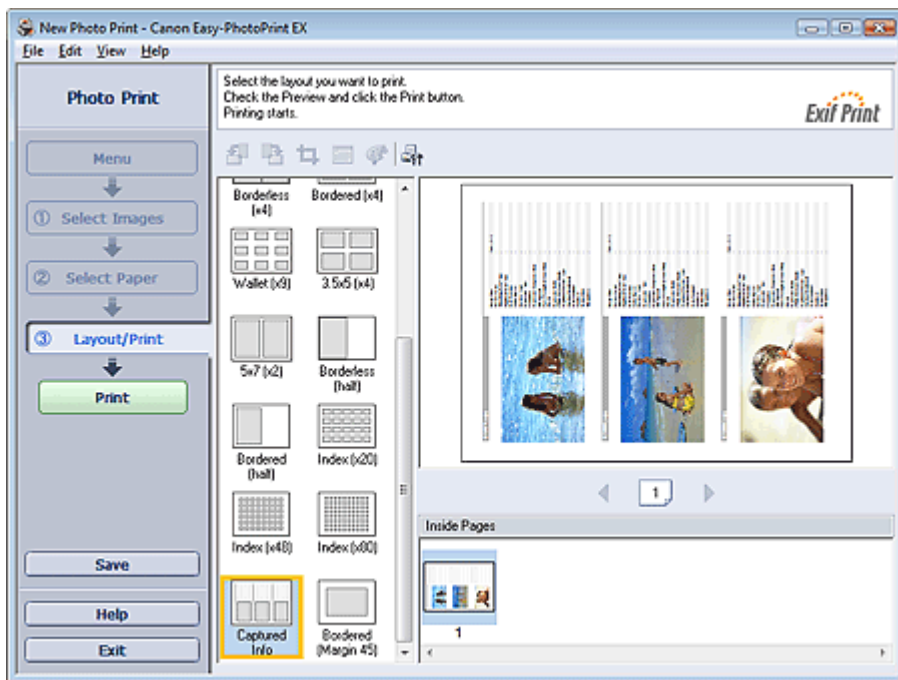 New Photo Print - Canon Easy-PhotoPrint EX
File Edit View Help
Photo Print
Select the layout you want to print.
Check the Preview and click the Print button.
Printing starts.
Exif Print
Menu
① Select Images
② Select Paper
③ Layout/Print
Print
Save
Help
Exit
Borderless (x4)
Bordered (x4)
Wallet (x9)
3.5x5 (x4)
5x7 (x2)
Borderless (half)
Bordered (half)
Index (x20)
Index (x48)
Index (x80)
Captured Info
Bordered (Margin 45)
1
Inside Pages
1